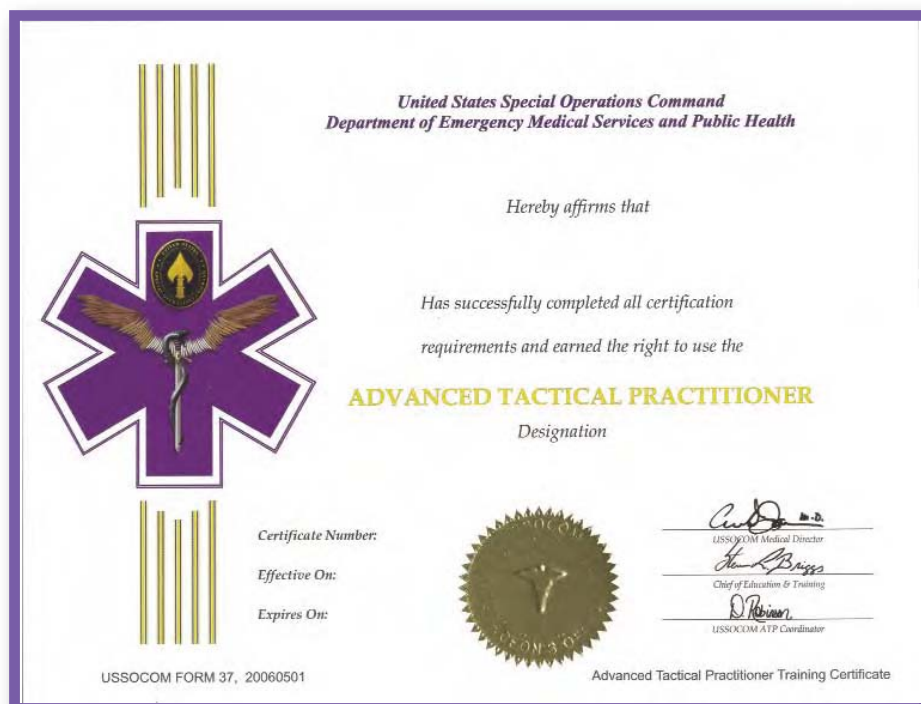 United States Special Operations Command
Department of Emergency Medical Services and Public Health
Hereby affirms that
Has successfully completed all certification
requirements and earned the right to use the
ADVANCED TACTICAL PRACTITIONER
Designation
Certificate Number:
Effective On:
Expires On:
USSOCOM
M.D.
USSOCOM Medical Director
Briggs
Chief of Education & Training
D. Robinson
USSOCOM ATP Coordinator
USSOCOM FORM 37, 20060501
Advanced Tactical Practitioner Training Certificate